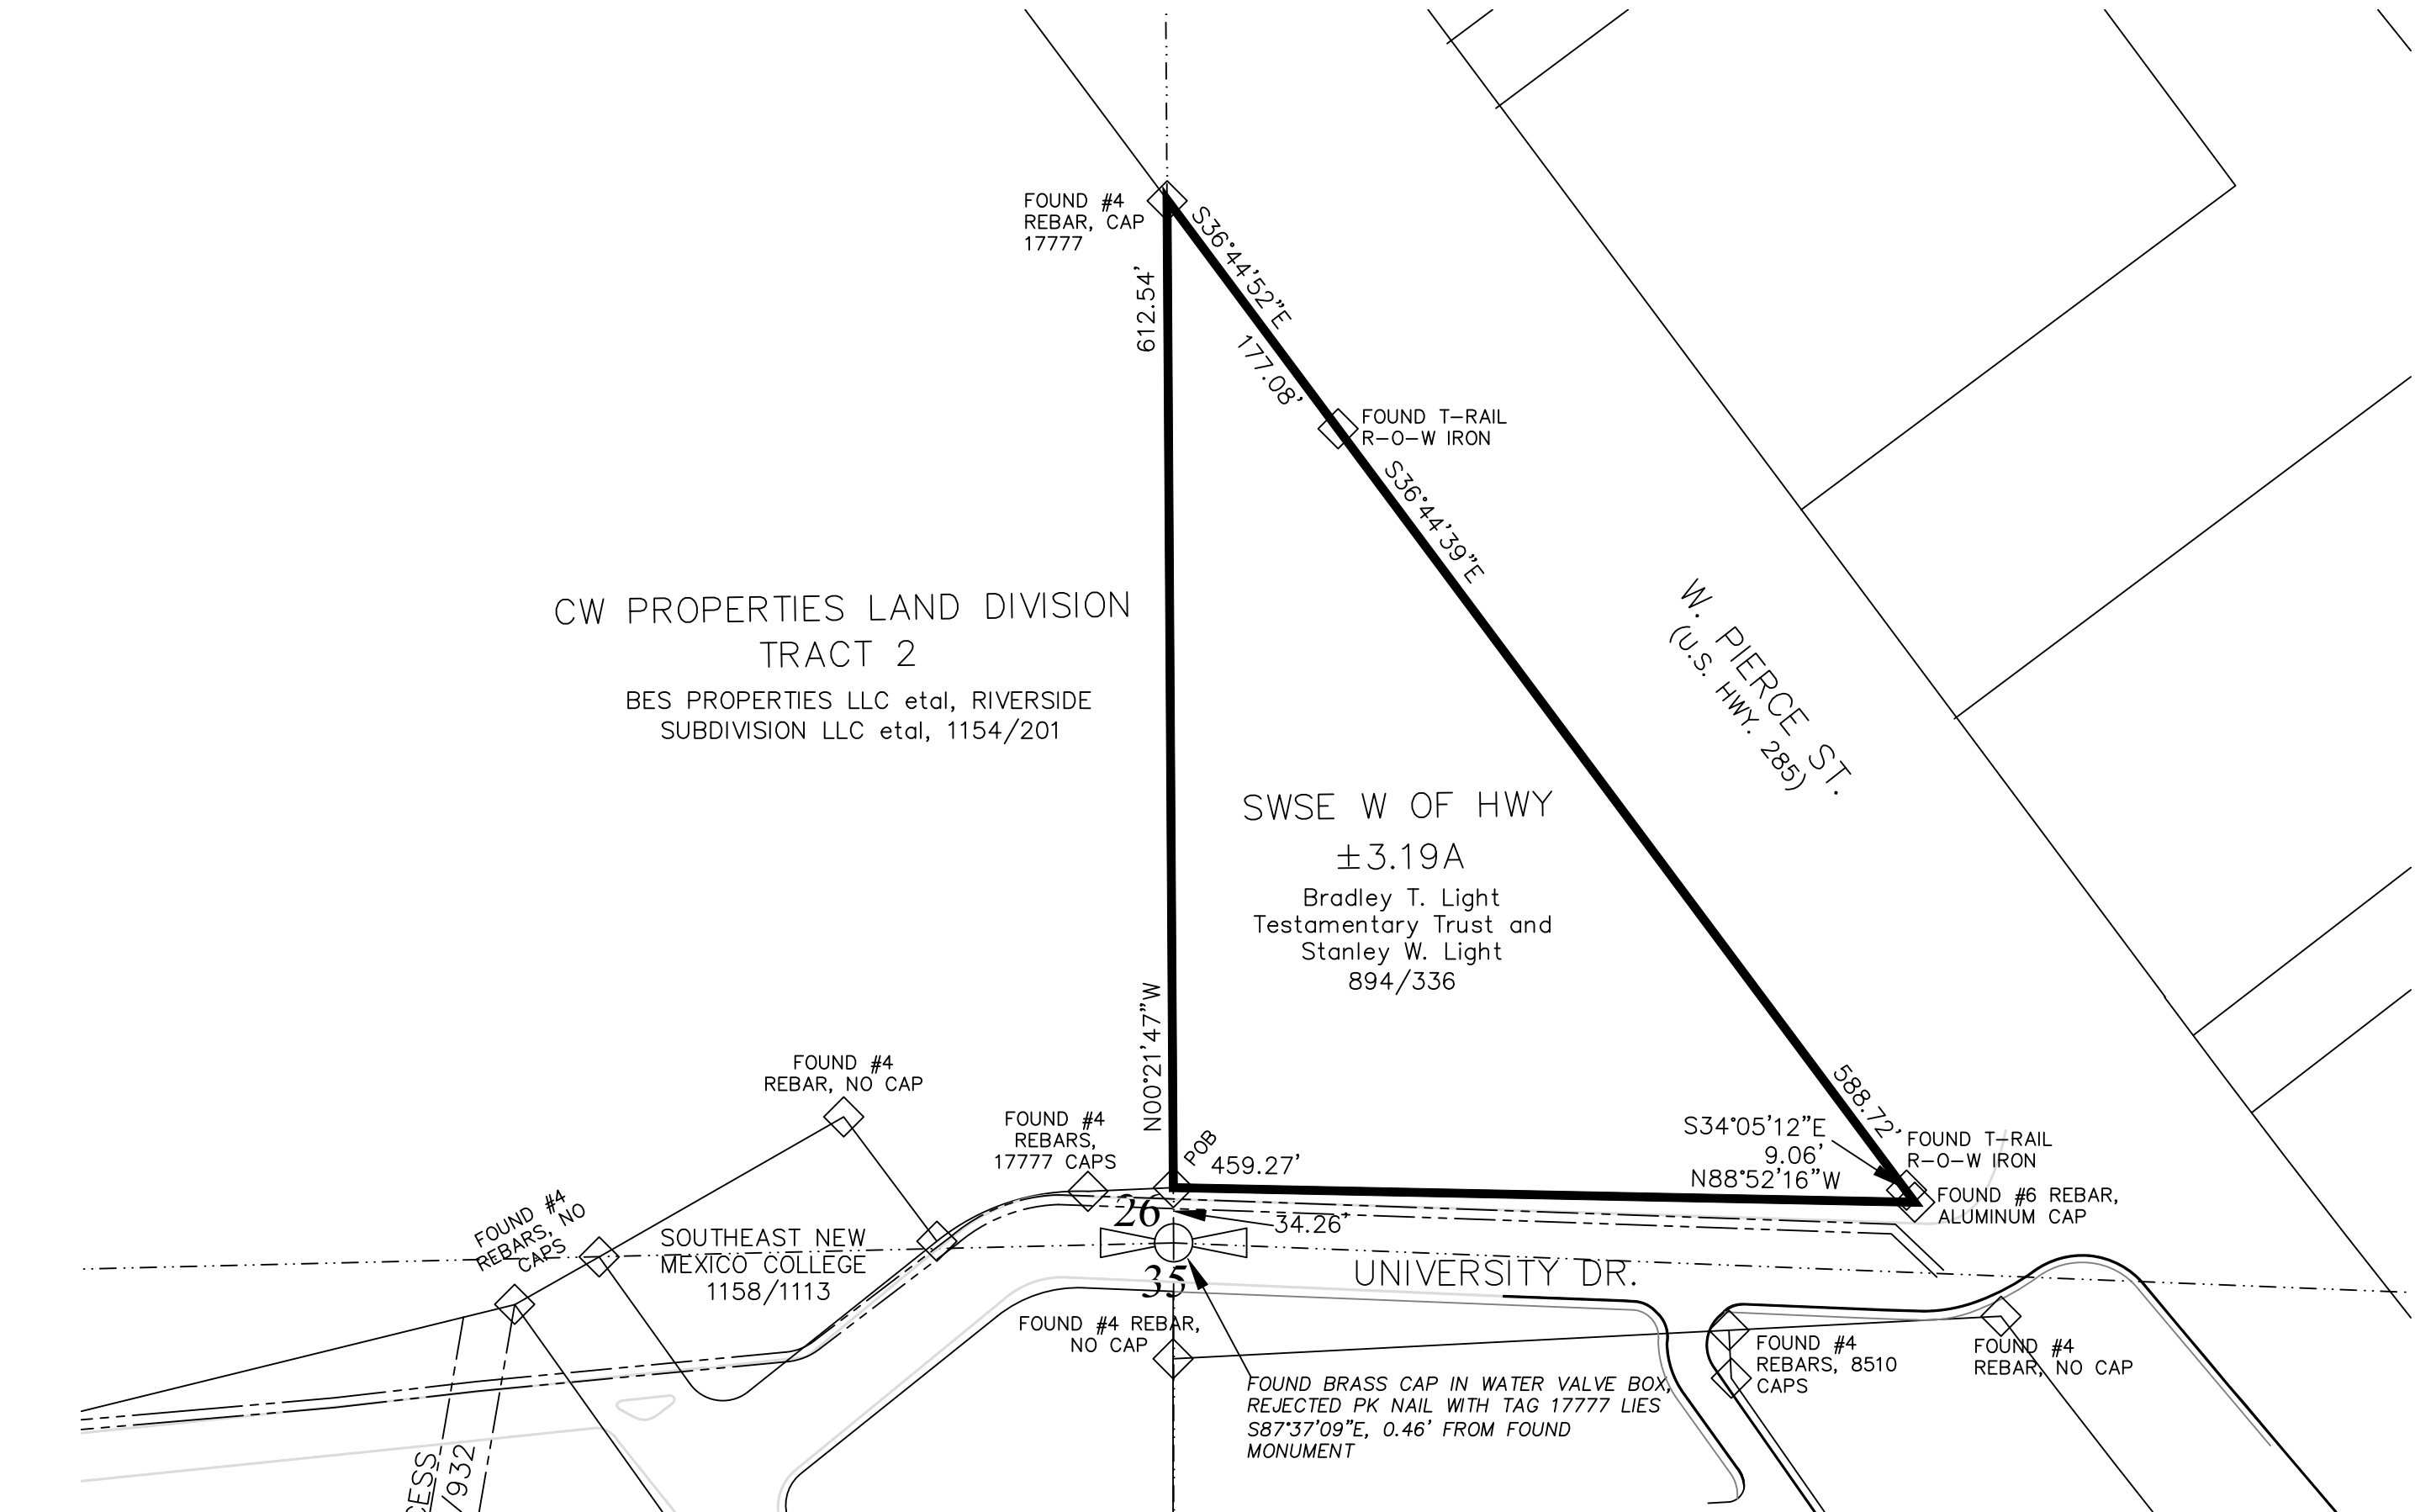 FOUND #4
REBAR, CAP
17777
612.54'
S36°44'52"E
177.08'
FOUND T-RAIL
R-O-W IRON
S36°44'39"E
CW PROPERTIES LAND DIVISION
TRACT 2
BES PROPERTIES LLC etal, RIVERSIDE
SUBDIVISION LLC etal, 1154/201
W. PIERCE ST.
(U.S. HWY. 285)
SWSE W OF HWY
±3.19A
Bradley T. Light
Testamentary Trust and
Stanley W. Light
894/336
N00°21'47"W
FOUND #4
REBAR, NO CAP
FOUND #4
REBARS,
17777 CAPS
POB
459.27'
588.72'
S34°05'12"E
9.06'
N88°52'16"W
FOUND T-RAIL
R-O-W IRON
FOUND #6 REBAR,
ALUMINUM CAP
FOUND #4
REBARS, NO
CAPS
SOUTHEAST NEW
MEXICO COLLEGE
1158/1113
26
34.26'
35
UNIVERSITY DR.
FOUND #4 REBAR,
NO CAP
FOUND #4
REBARS, 8510
CAPS
FOUND #4
REBAR, NO CAP
FOUND BRASS CAP IN WATER VALVE BOX,
REJECTED PK NAIL WITH TAG 17777 LIES
S87°37'09"E, 0.46' FROM FOUND
MONUMENT
CESS
/932